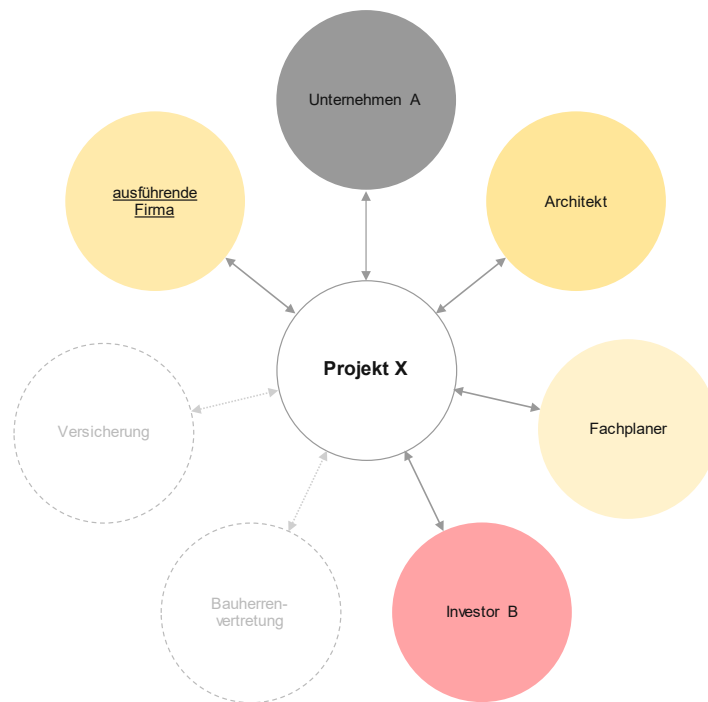 Unternehmen A
ausführende
Firma
Architekt
Projekt X
Versicherung
Fachplaner
Bauherren-
vertretung
Investor B